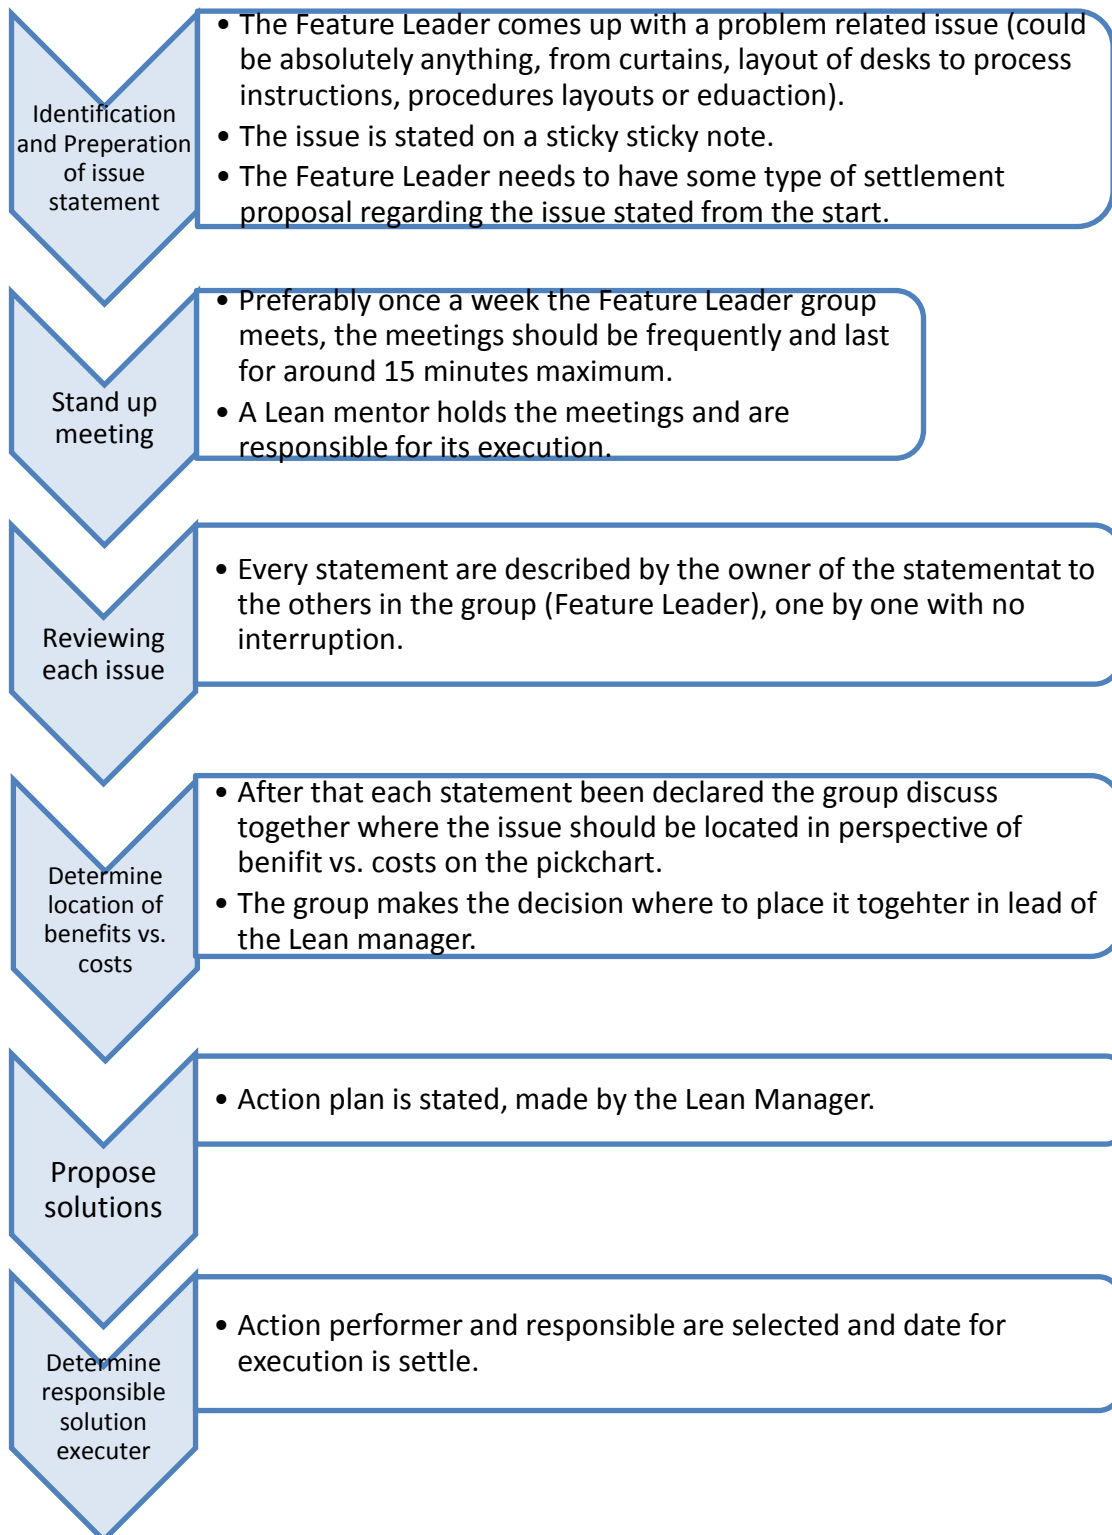 Identification
and Preperation
of issue
statement
• The Feature Leader comes up with a problem related issue (could
be absolutely anything, from curtains, layout of desks to process
instructions, procedures layouts or eduaction).
• The issue is stated on a sticky sticky note.
• The Feature Leader needs to have some type of settlement
proposal regarding the issue stated from the start.
Stand up
meeting
• Preferably once a week the Feature Leader group
meets, the meetings should be frequently and last
for around 15 minutes maximum.
• A Lean mentor holds the meetings and are
responsible for its execution.
Reviewing
each issue
• Every statement are described by the owner of the statementat to
the others in the group (Feature Leader), one by one with no
interruption.
Determine
location of
benefits vs.
costs
• After that each statement been declared the group discuss
together where the issue should be located in perspective of
benifit vs. costs on the pickchart.
• The group makes the decision where to place it togehter in lead of
the Lean manager.
Propose
solutions
• Action plan is stated, made by the Lean Manager.
Determine
responsible
solution
executer
• Action performer and responsible are selected and date for
execution is settle.